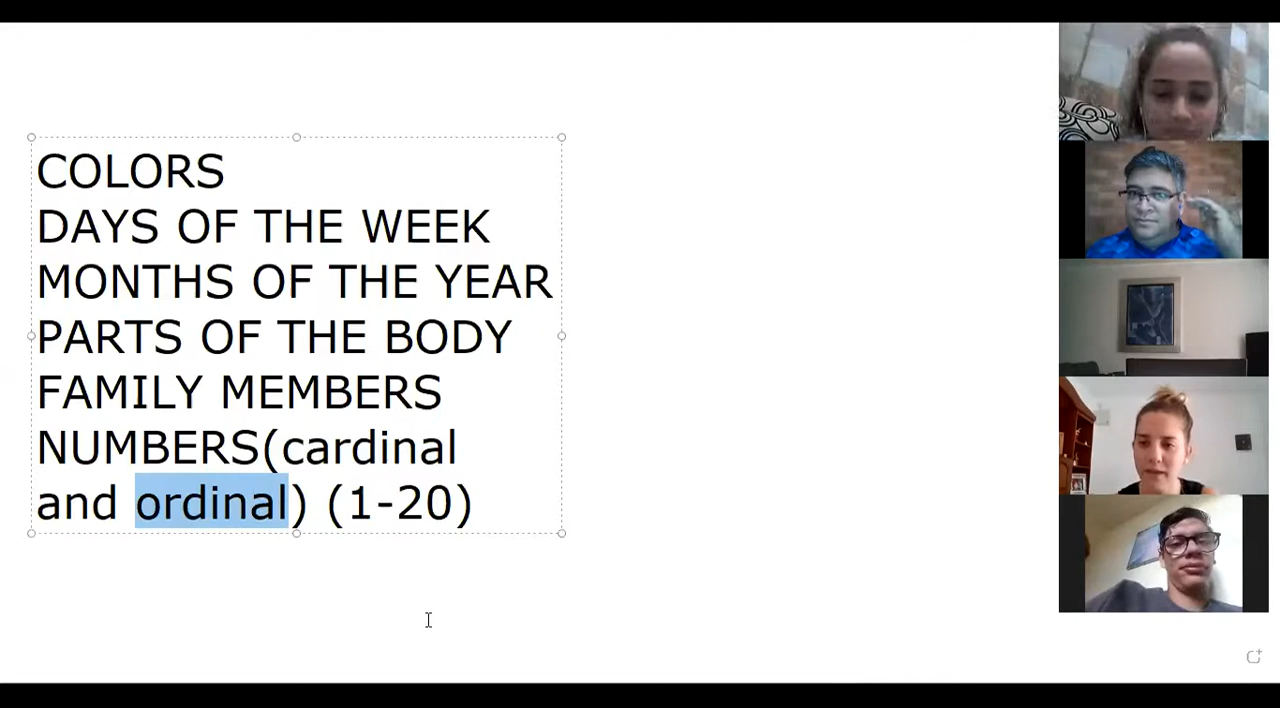 COLORS
DAYS OF THE WEEK
MONTHS OF THE YEAR
PARTS OF THE BODY
FAMILY MEMBERS
NUMBERS(cardinal
and ordinal) (1-20)